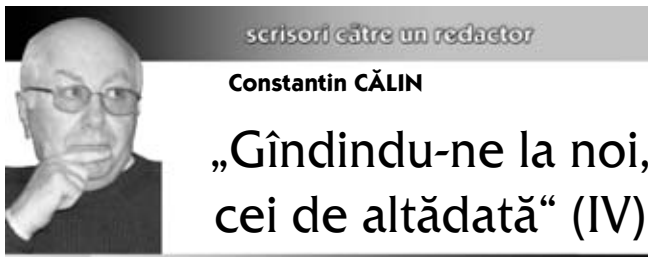 scrisori către un redactor
Constantin CĂLIN
„Gîndindu-ne la noi,
cei de altădată“ (IV)